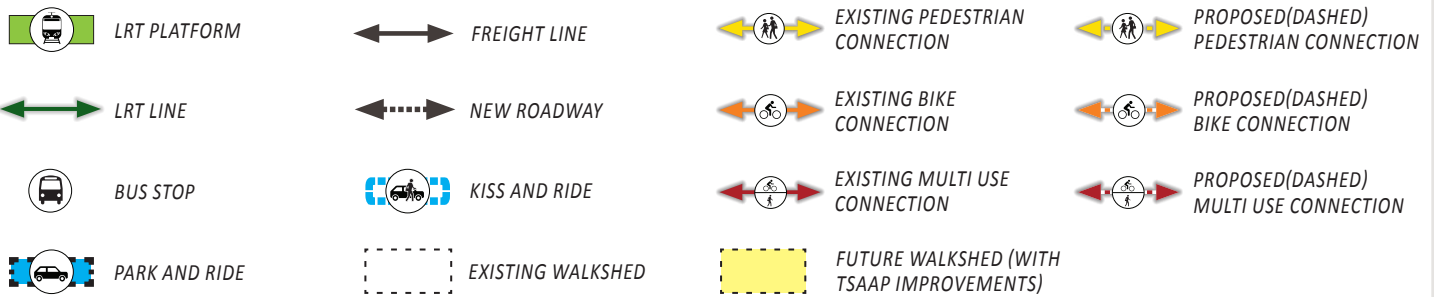 LRT PLATFORM
FREIGHT LINE
EXISTING PEDESTRIAN
CONNECTION
PROPOSED(DASHED)
PEDESTRIAN CONNECTION
LRT LINE
NEW ROADWAY
EXISTING BIKE
CONNECTION
PROPOSED(DASHED)
BIKE CONNECTION
BUS STOP
KISS AND RIDE
EXISTING MULTI USE
CONNECTION
PROPOSED(DASHED)
MULTI USE CONNECTION
PARK AND RIDE
EXISTING WALKSHED
FUTURE WALKSHED (WITH
TSAAP IMPROVEMENTS)